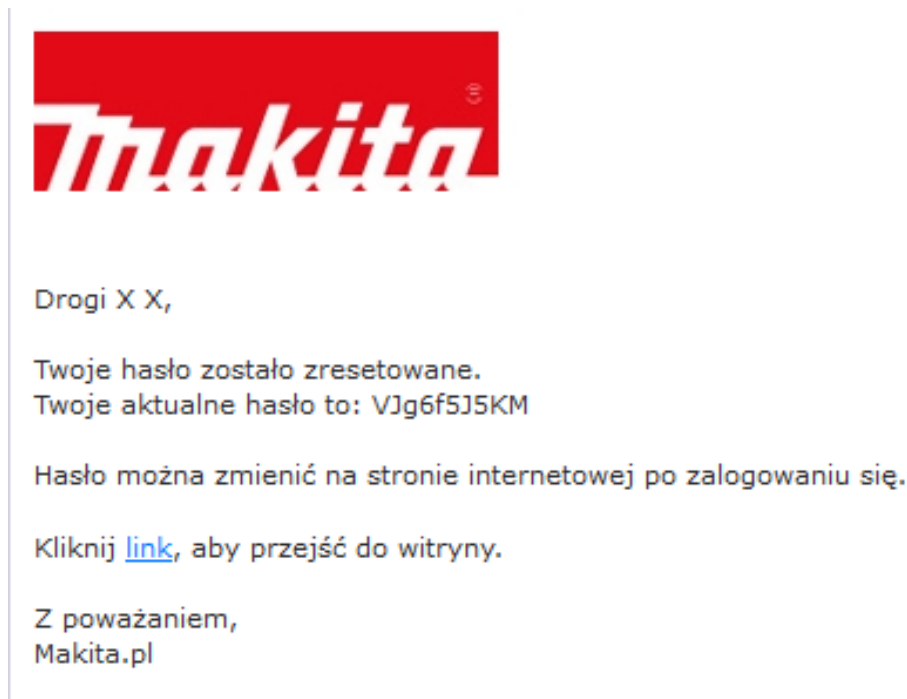 makita®
Drogi X X,
Twoje hasło zostało zresetowane.
Twoje aktualne hasło to: VJg6f5J5KM
Hasło można zmienić na stronie internetowej po zalogowaniu się.
Kliknij link, aby przejść do witryny.
Z poważaniem,
Makita.pl